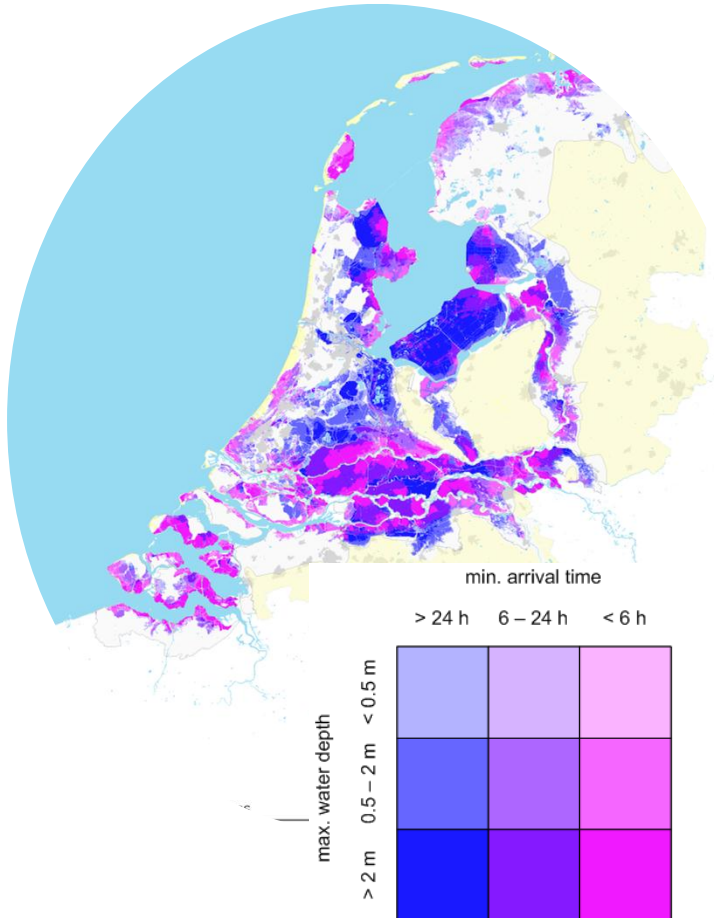 min. arrival time
> 24 h 6 – 24 h < 6 h
max. water depth
< 0.5 m
0.5 – 2 m
> 2 m